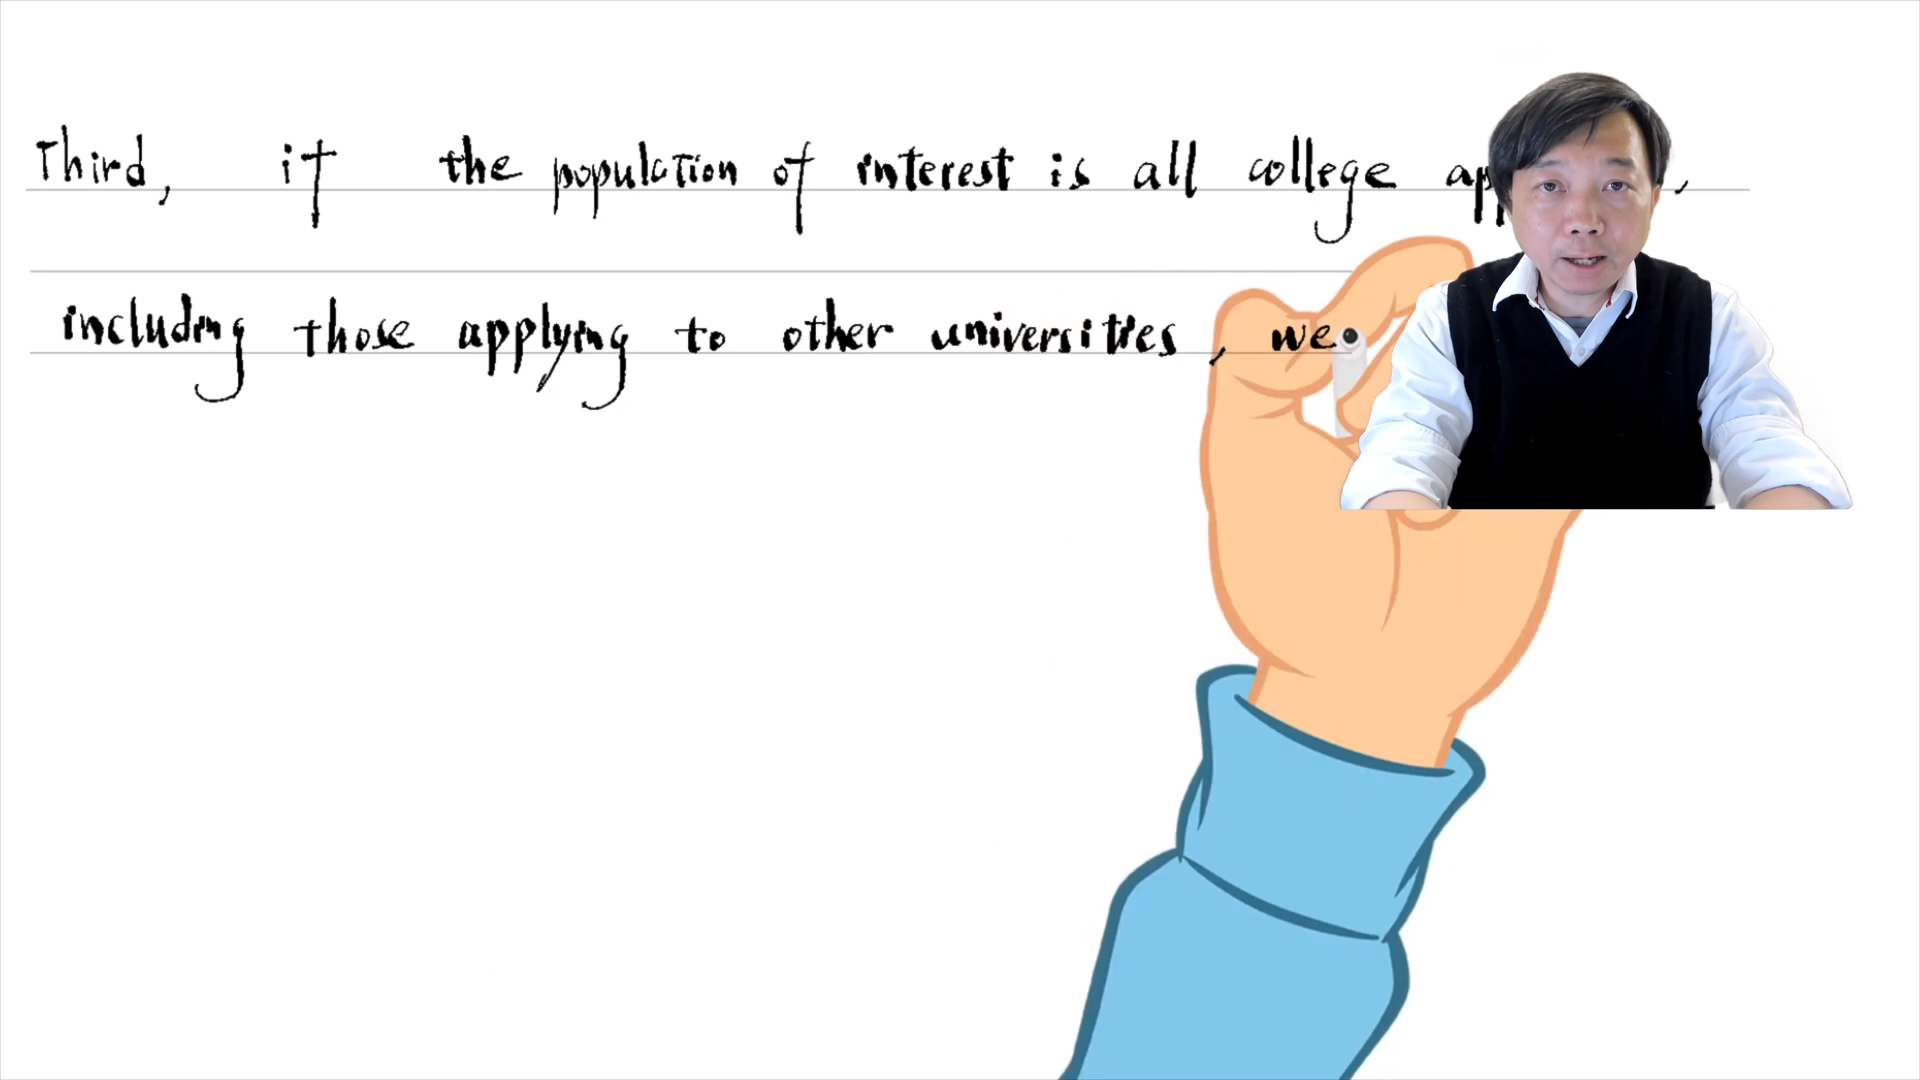 Third, if the population of interest is all college ,
including those applying to other universities, we